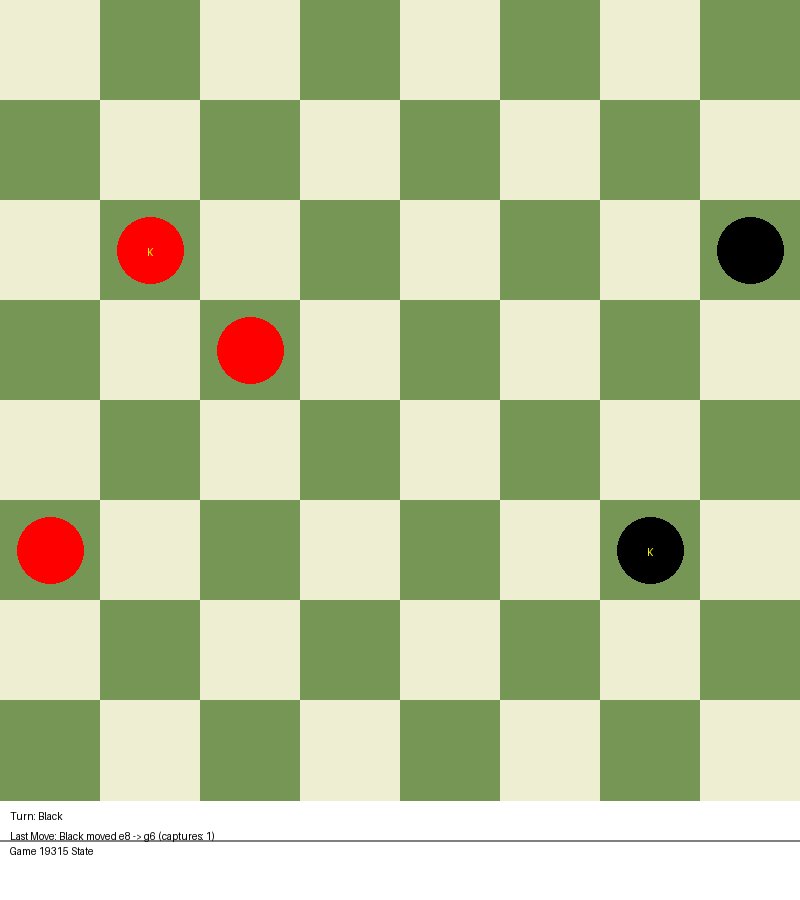 K
K
Turn: Black
Last Move: Black moved e8 -> g6 (captures: 1)
Game 19315 State